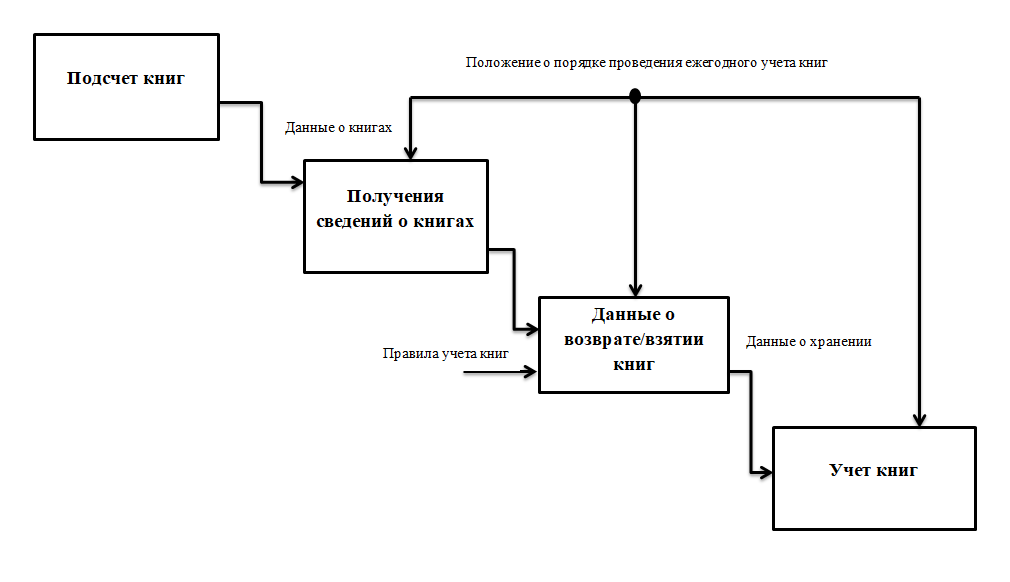 Подсчет книг
Положение о порядке проведения ежегодного учета книг
Данные о книгах
Получения
сведений о книгах
Данные о
возврате/взятии
книг
Правила учета книг
Данные о хранении
Учет книг